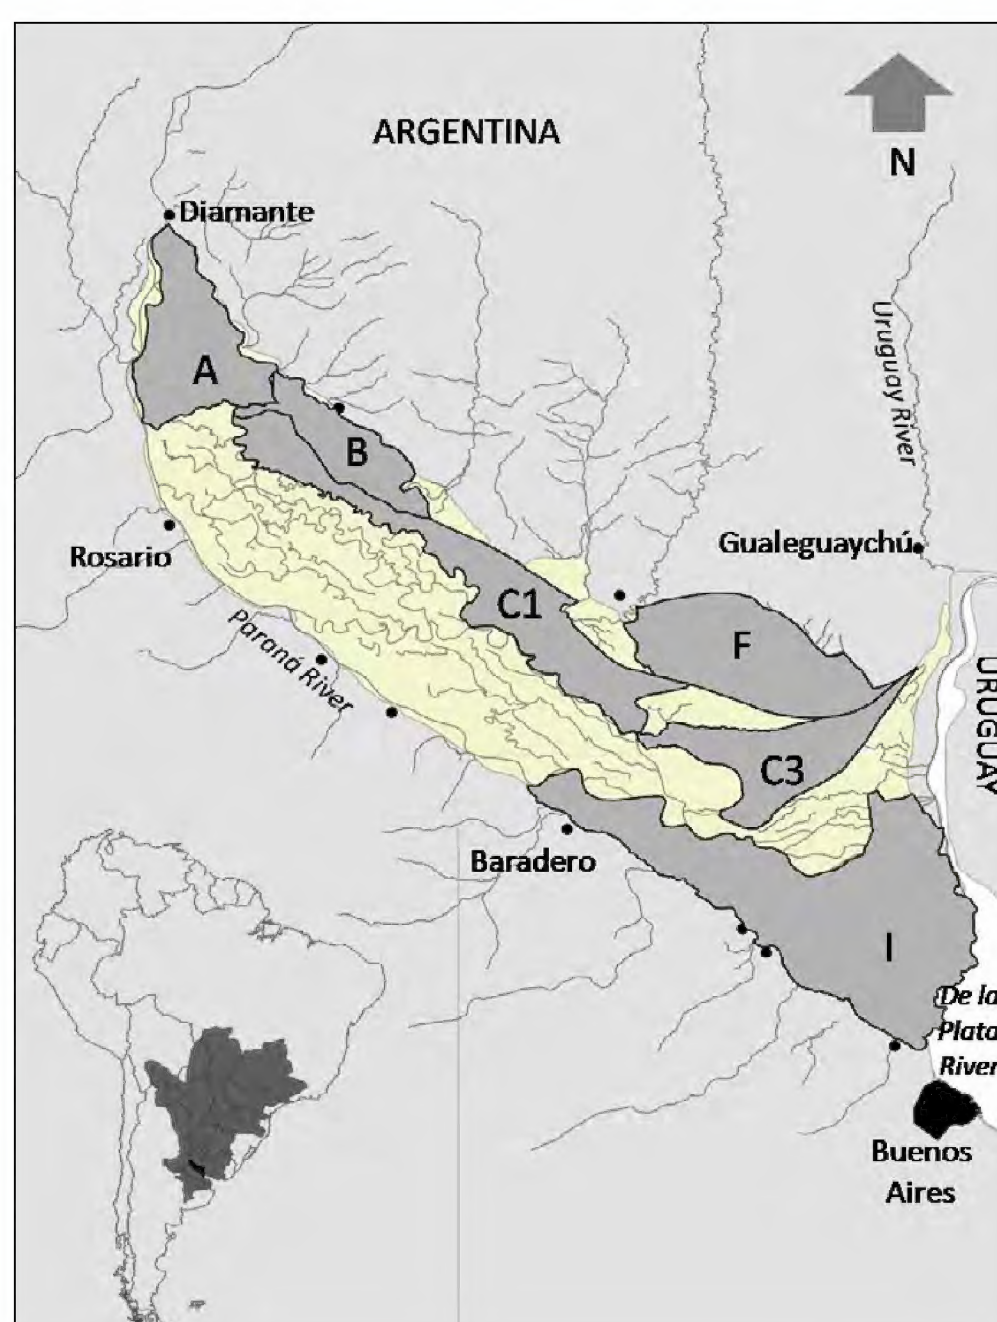 ARGENTINA
N
Diamante
Uruguay River
A
B
Rosario
Gualeguaychú
C1
F
Paraná River
URUGUAY
C3
Baradero
I
De la
Plata
River
Buenos
Aires